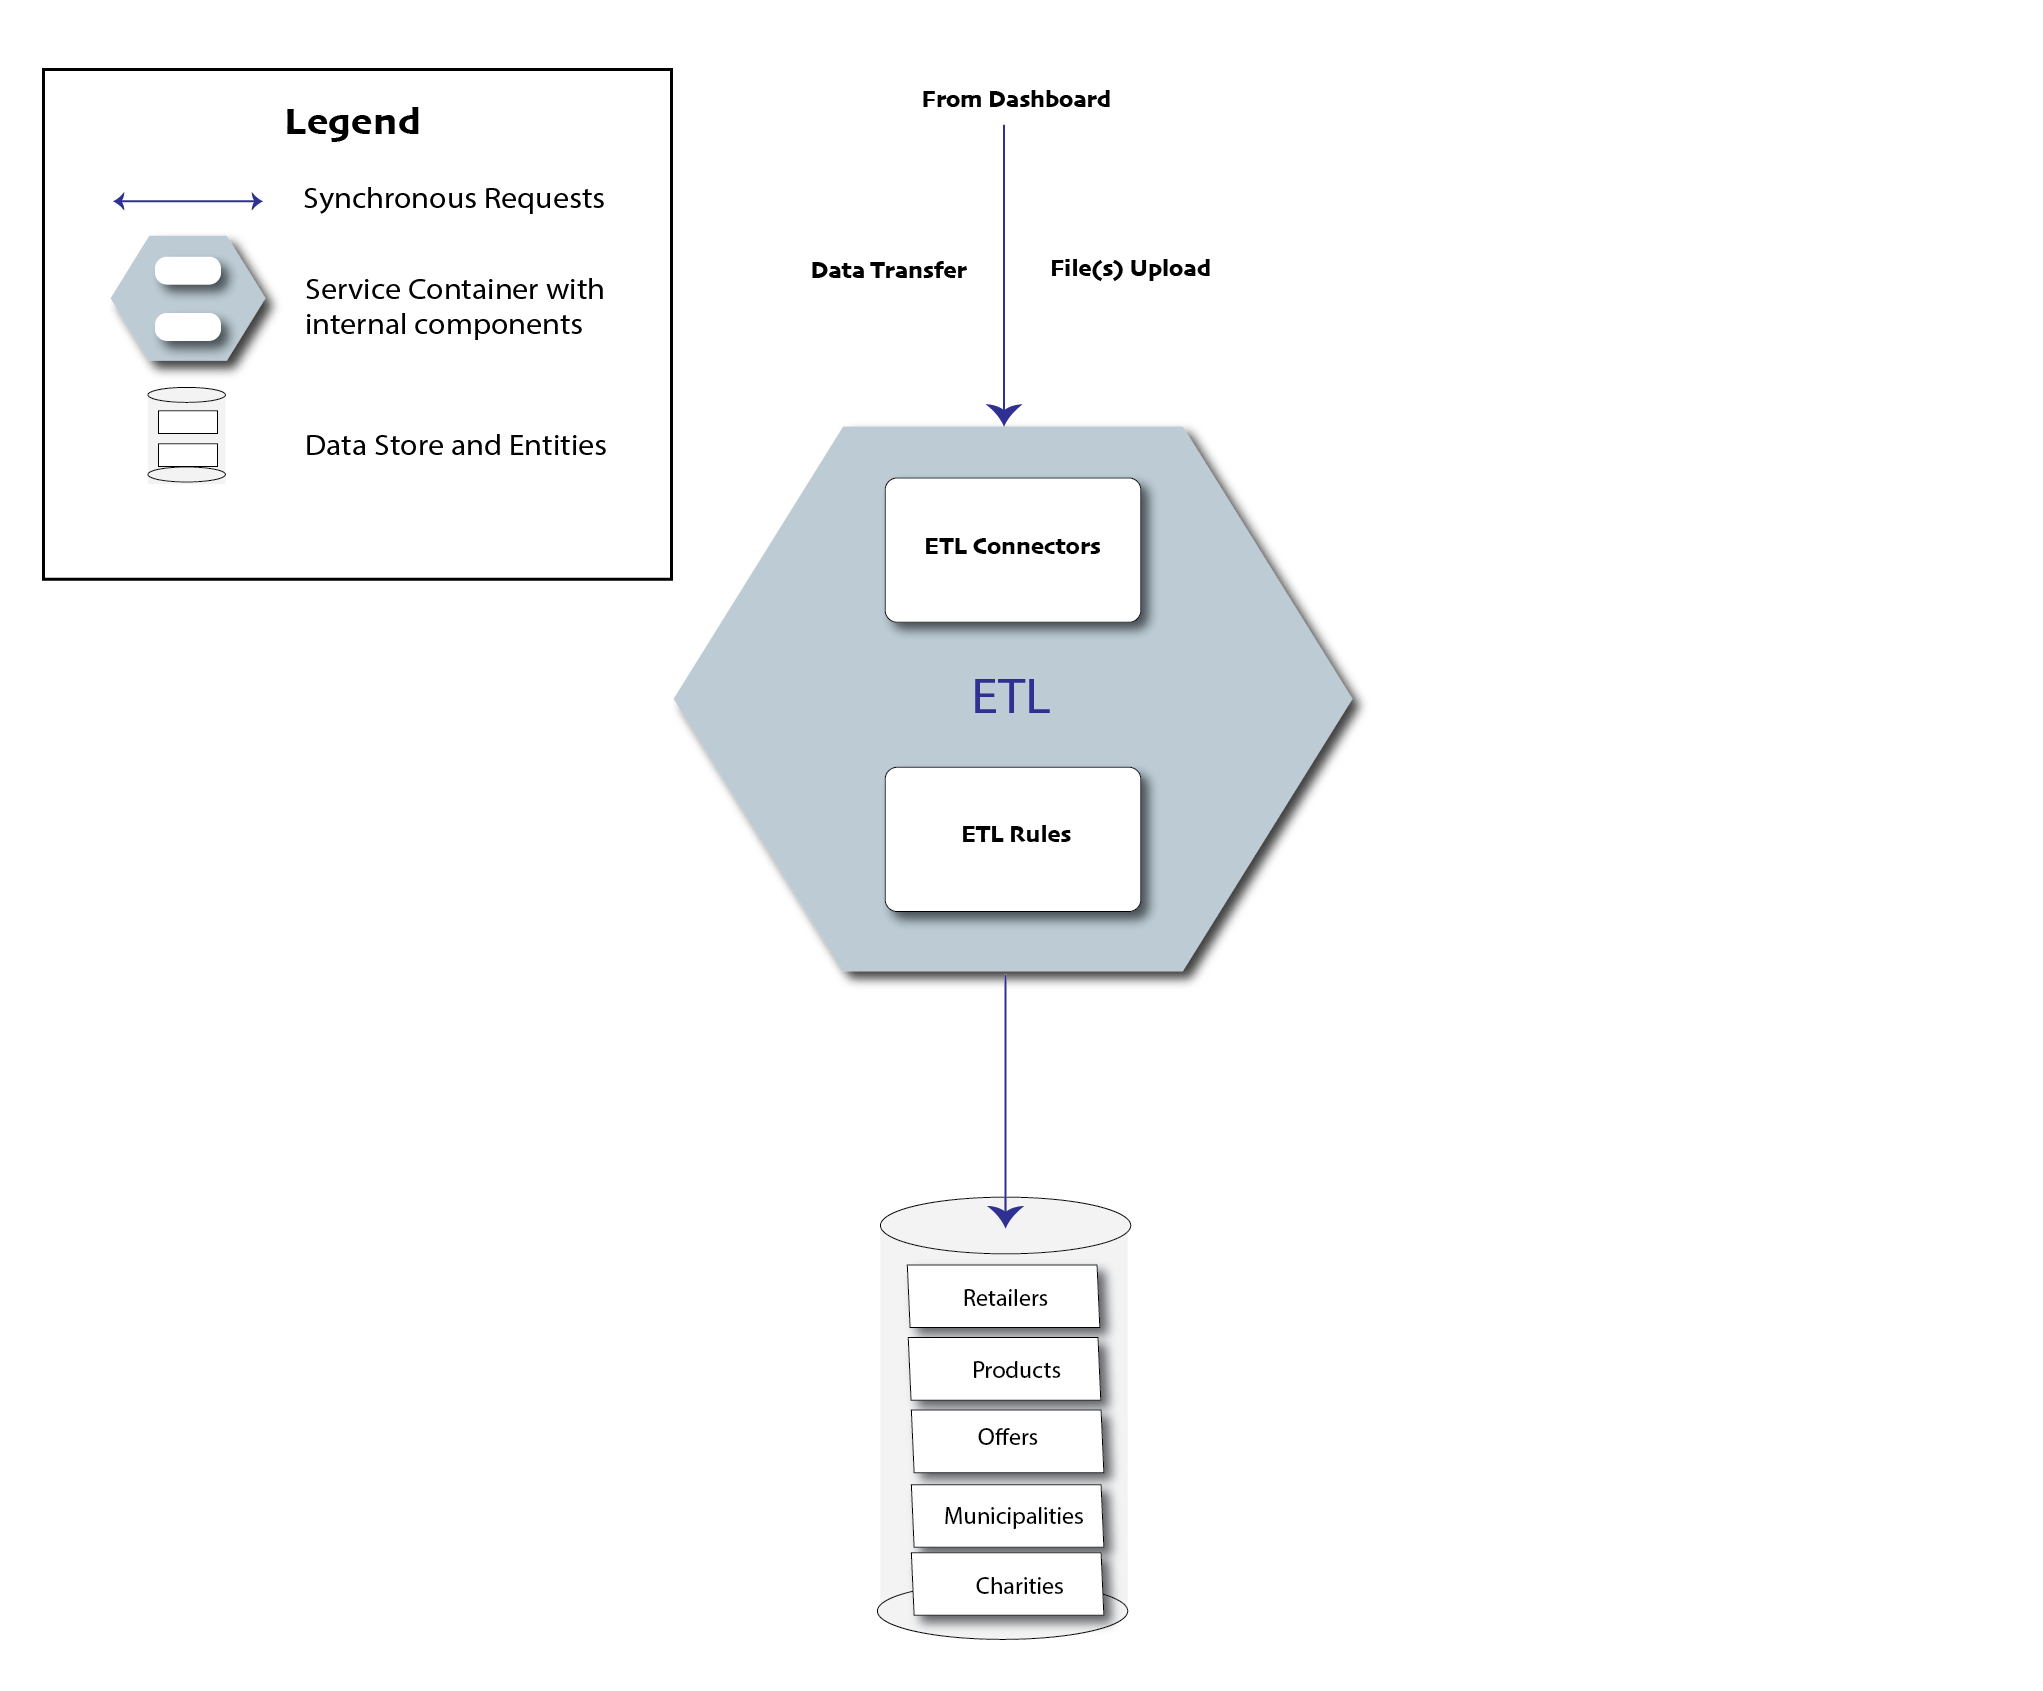 Legend
Synchronous Requests
Service Container with
internal components
Data Store and Entities
From Dashboard
Data Transfer
File(s) Upload
ETL Connectors
ETL
ETL Rules
Retailers
Products
Offers
Municipalities
Charities